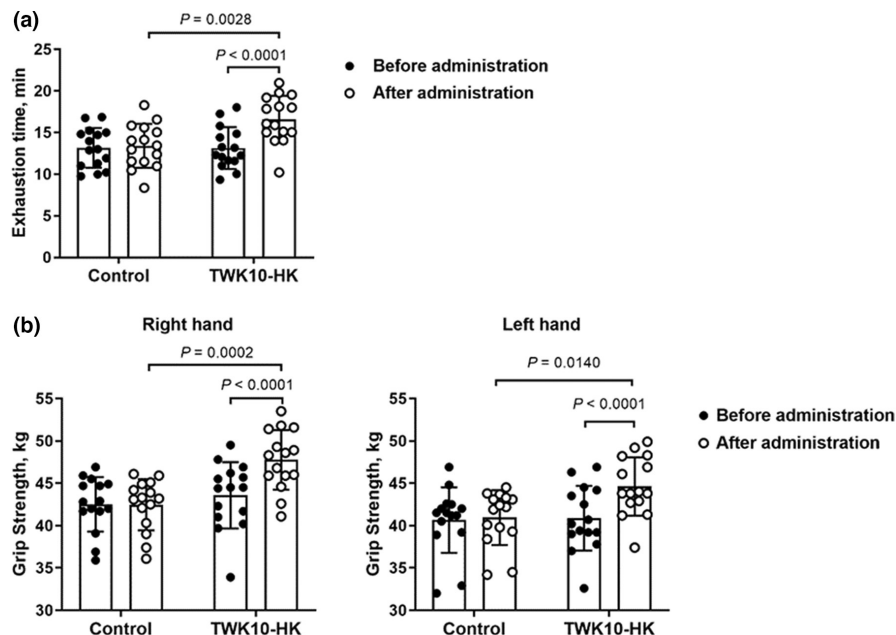 (a)
P = 0.0028
P < 0.0001
25
20
15
10
5
0
Exhaustion time, min
Control
TWK10-HK
Before administration
After administration
(b)
Right hand
P = 0.0002
P < 0.0001
55
50
45
40
35
30
Grip Strength, kg
Control
TWK10-HK
Left hand
P = 0.0140
P < 0.0001
55
50
45
40
35
30
Grip Strength, kg
Control
TWK10-HK
Before administration
After administration